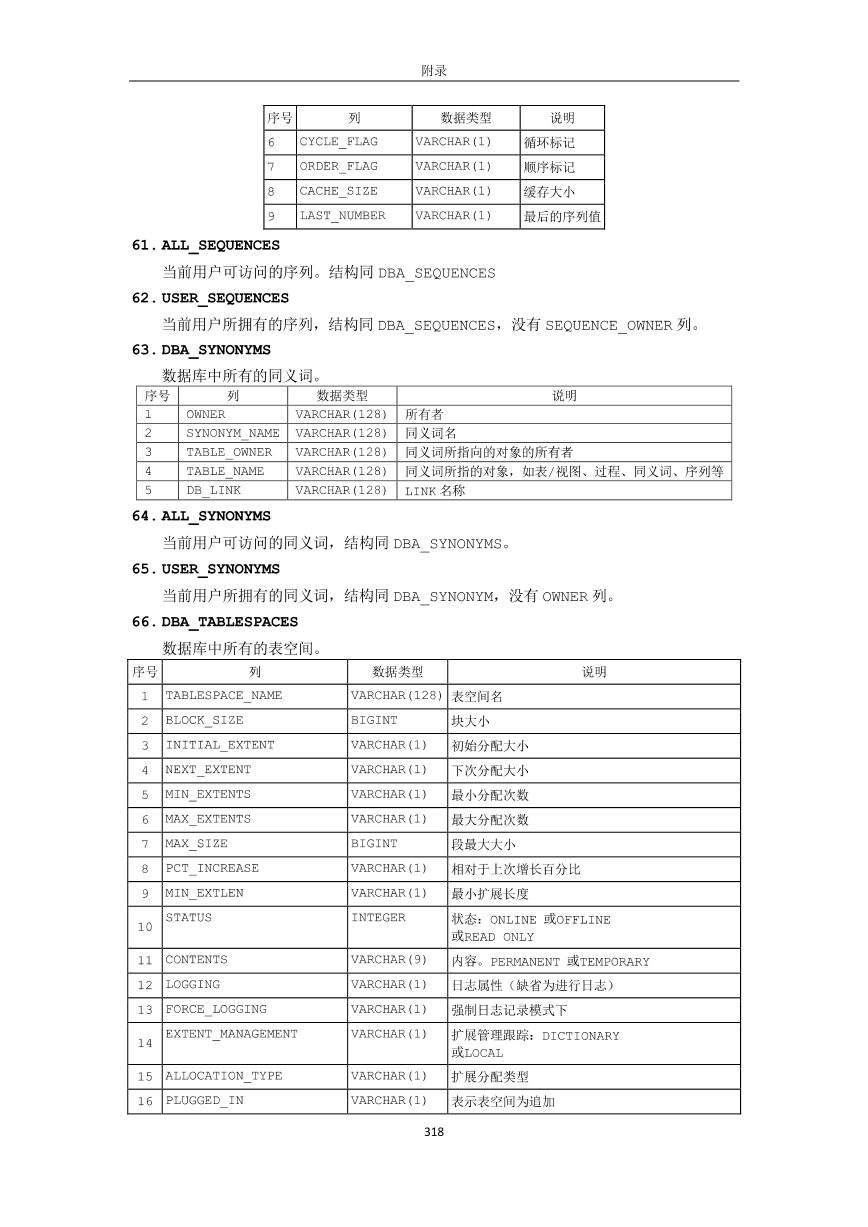 附录
序号 列 数据类型 说明
6 CYCLE_FLAG VARCHAR(1) 循环标记
7 ORDER_FLAG VARCHAR(1) 顺序标记
8 CACHE_SIZE VARCHAR(1) 缓存大小
9 LAST_NUMBER VARCHAR(1) 最后的序列值
61. ALL_SEQUENCES
当前用户可访问的序列。结构同 DBA_SEQUENCES
62. USER_SEQUENCES
当前用户所拥有的序列，结构同 DBA_SEQUENCES，没有 SEQUENCE_OWNER 列。
63. DBA_SYNONYMS
数据库中所有的同义词。
序号 列 数据类型 说明
1 OWNER VARCHAR(128) 所有者
2 SYNONYM_NAME VARCHAR(128) 同义词名
3 TABLE_OWNER VARCHAR(128) 同义词所指向的对象的所有者
4 TABLE_NAME VARCHAR(128) 同义词所指的对象，如表/视图、过程、同义词、序列等
5 DB_LINK VARCHAR(128) LINK 名称
64. ALL_SYNONYMS
当前用户可访问的同义词，结构同 DBA_SYNONYMS。
65. USER_SYNONYMS
当前用户所拥有的同义词，结构同 DBA_SYNONYM，没有 OWNER 列。
66. DBA_TABLESPACES
数据库中所有的表空间。
序号 列 数据类型 说明
1 TABLESPACE_NAME VARCHAR(128) 表空间名
2 BLOCK_SIZE BIGINT 块大小
3 INITIAL_EXTENT VARCHAR(1) 初始分配大小
4 NEXT_EXTENT VARCHAR(1) 下次分配大小
5 MIN_EXTENTS VARCHAR(1) 最小分配次数
6 MAX_EXTENTS VARCHAR(1) 最大分配次数
7 MAX_SIZE BIGINT 段最大大小
8 PCT_INCREASE VARCHAR(1) 相对于上次增长百分比
9 MIN_EXTLEN VARCHAR(1) 最小扩展长度
10 STATUS INTEGER 状态：ONLINE 或OFFLINE
或READ ONLY
11 CONTENTS VARCHAR(9) 内容。PERMANENT 或TEMPORARY
12 LOGGING VARCHAR(1) 日志属性（缺省为进行日志）
13 FORCE_LOGGING VARCHAR(1) 强制日志记录模式下
14 EXTENT_MANAGEMENT VARCHAR(1) 扩展管理跟踪：DICTIONARY
或LOCAL
15 ALLOCATION_TYPE VARCHAR(1) 扩展分配类型
16 PLUGGED_IN VARCHAR(1) 表示表空间为追加
318